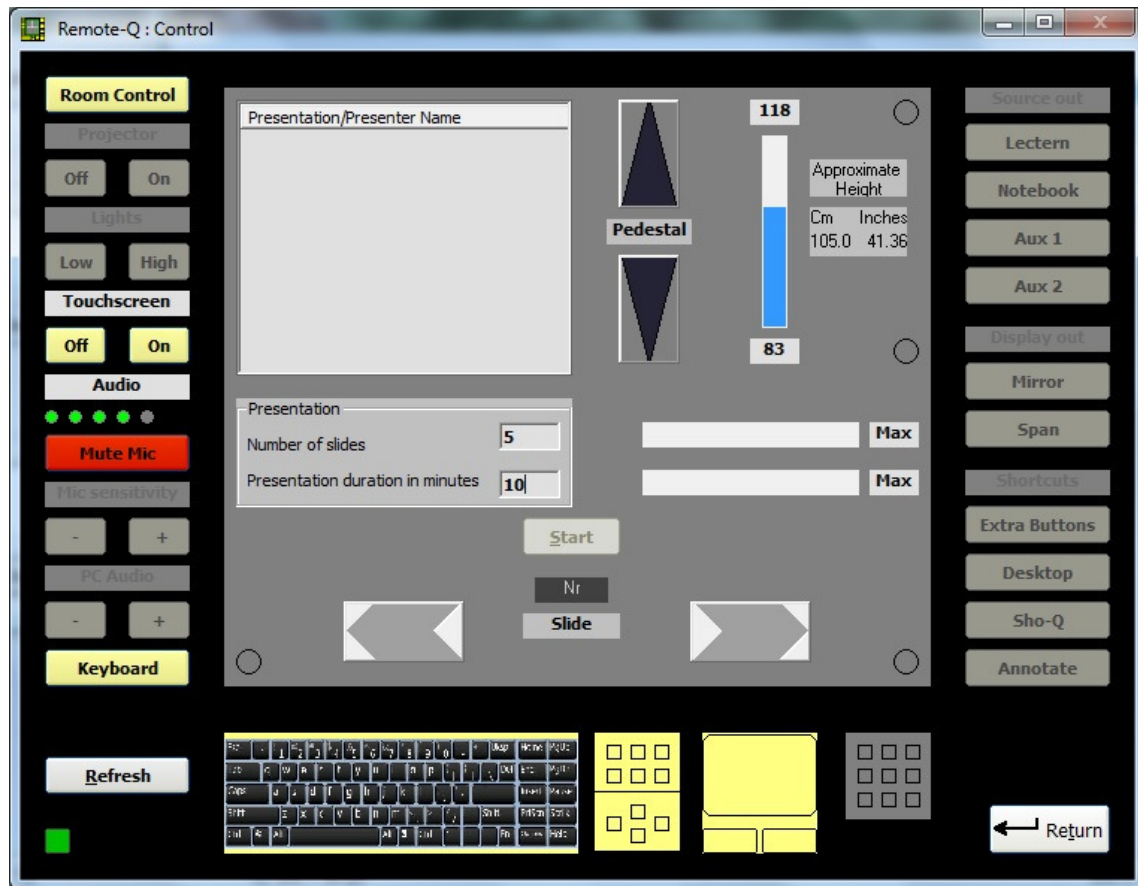 Remote-Q : Control
Room Control
Projector
Off On
Lights
Low High
Touchscreen
Off On
Audio
Mute Mic
Mic sensitivity
- +
PC Audio
- +
Keyboard
Refresh
Presentation/Presenter Name
Pedestal
118
83
Approximate
Height
Cm Inches
105.0 41.36
Presentation
Number of slides 5
Presentation duration in minutes 10
Max
Max
Start
Nr
Slide
Source out
Lectern
Notebook
Aux 1
Aux 2
Display out
Mirror
Span
Shortcuts
Extra Buttons
Desktop
Sho-Q
Annotate
Return